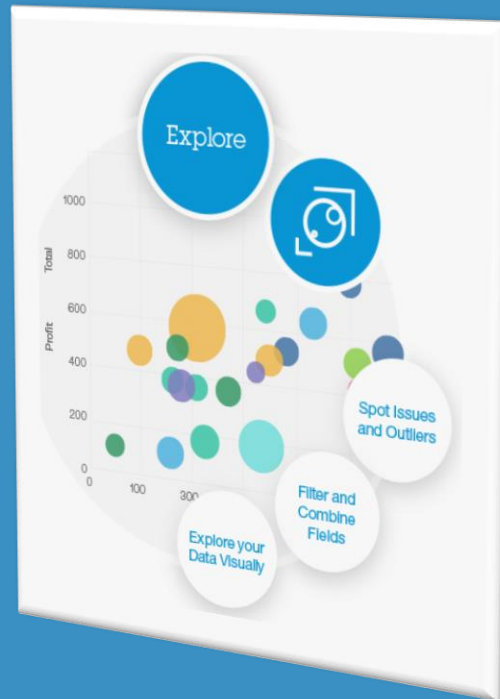 Explore
1000
Total
800
600
Profit
400
200
0
0
100
300
Spot Issues
and Outliers
Filter and
Combine
Fields
Explore your
Data Visually